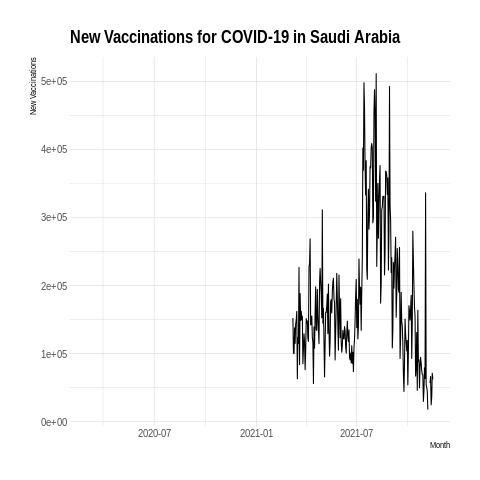 New Vaccinations for COVID-19 in Saudi Arabia
New Vaccinations
5e+05
4e+05
3e+05
2e+05
1e+05
0e+00
2020-07 2021-01 2021-07
Month